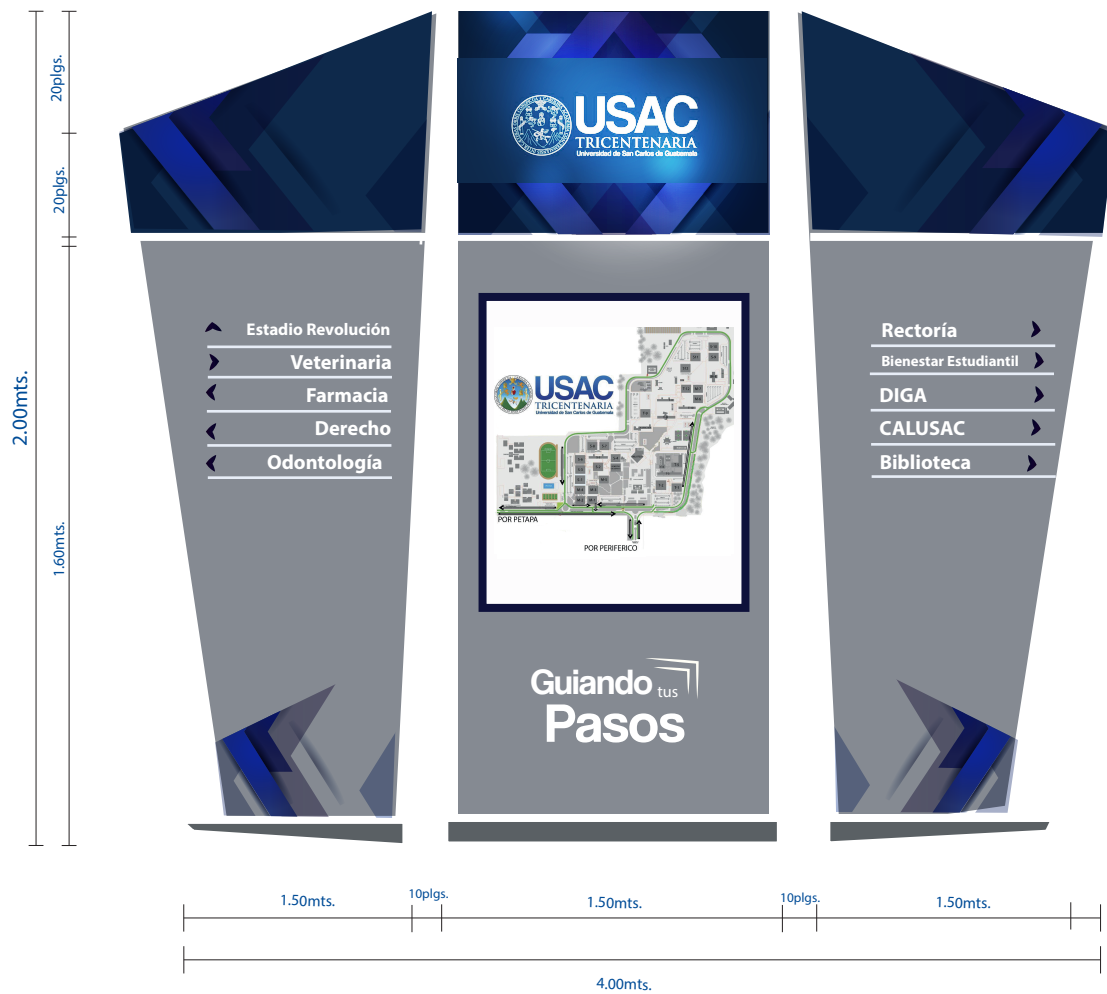 20plgs.
20plgs.
2.00mts.
1.60mts.
USAC
TRICENTENARIA
Universidad de San Carlos de Guatemala
Estadio Revolución
Veterinaria
Farmacia
Derecho
Odontología
USAC
TRICENTENARIA
Universidad de San Carlos de Guatemala
POR PETAPA
POR PERIFERICO
Guiando tus
Pasos
Rectoría
Bienestar Estudiantil
DIGA
CALUSAC
Biblioteca
1.50mts.
10plgs.
1.50mts.
10plgs.
1.50mts.
4.00mts.